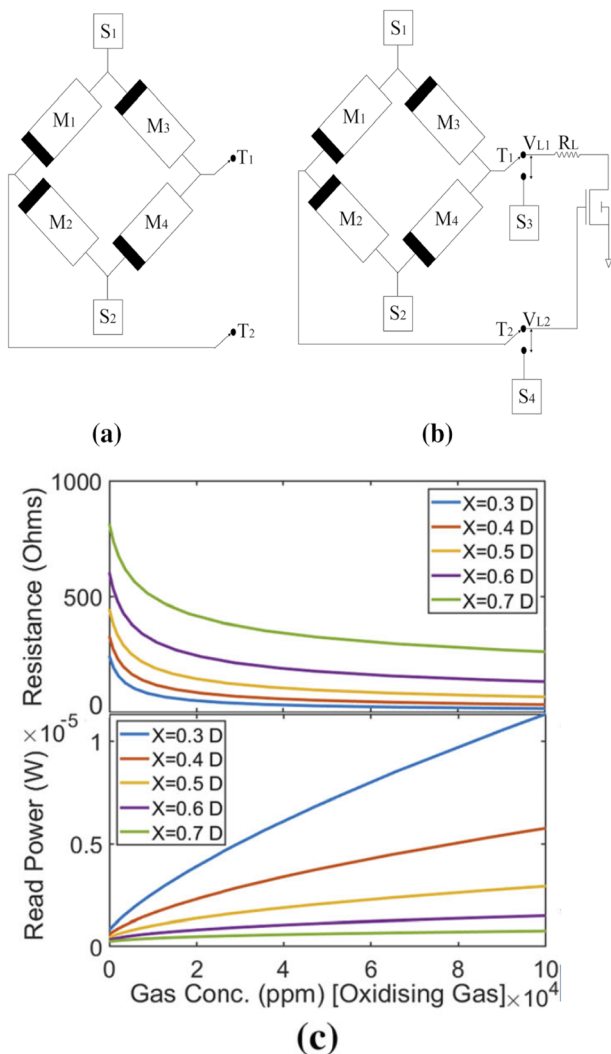 S1
M1
M3
T1
M2
M4
S2
T2
(a)
S1
M1
M3
T1
VL1
RL
M2
M4
S3
S2
T2
VL2
S4
(b)
Resistance (Ohms)
1000
500
0
X=0.3 D
X=0.4 D
X=0.5 D
X=0.6 D
X=0.7 D
Read Power (W)
×10-5
1
0.5
0
X=0.3 D
X=0.4 D
X=0.5 D
X=0.6 D
X=0.7 D
0 2 4 6 8 10
Gas Conc. (ppm) [Oxidising Gas] ×104
(c)